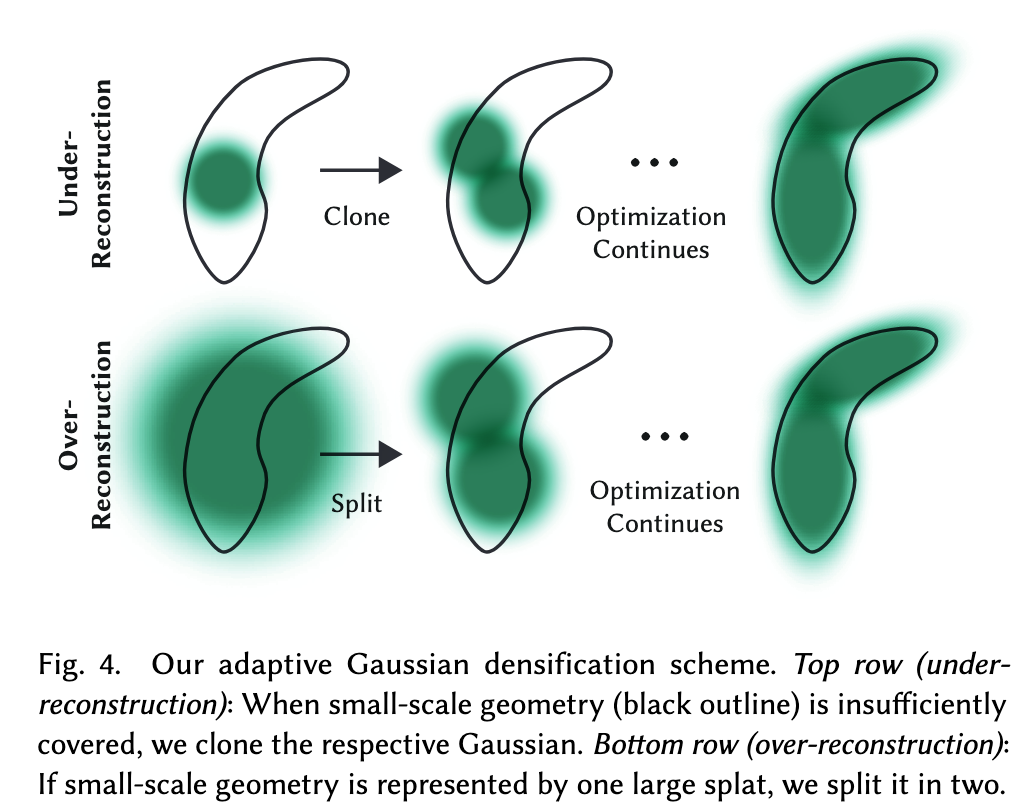 Under-
Reconstruction
Clone
Optimization
Continues
Over-
Reconstruction
Split
Optimization
Continues
Fig. 4. Our adaptive Gaussian densification scheme. Top row (under-
reconstruction): When small-scale geometry (black outline) is insufficiently
covered, we clone the respective Gaussian. Bottom row (over-reconstruction):
If small-scale geometry is represented by one large splat, we split it in two.